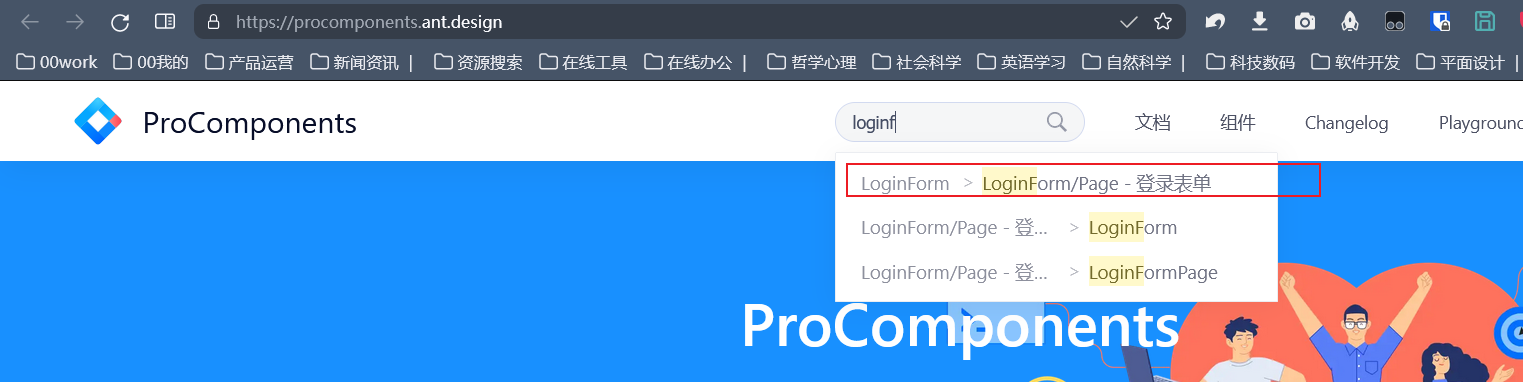 https://procomponents.ant.design
00work 00我的 产品运营 新闻资讯 | 资源搜索 在线工具 在线办公 | 哲学心理 社会科学 英语学习 自然科学 | 科技数码 软件开发 平面设计 |
ProComponents loginf 文档 组件 Changelog Playground
LoginForm > LoginForm/Page - 登录表单
LoginForm/Page - 登... > LoginForm
LoginForm/Page - 登... > LoginFormPage
ProComponents